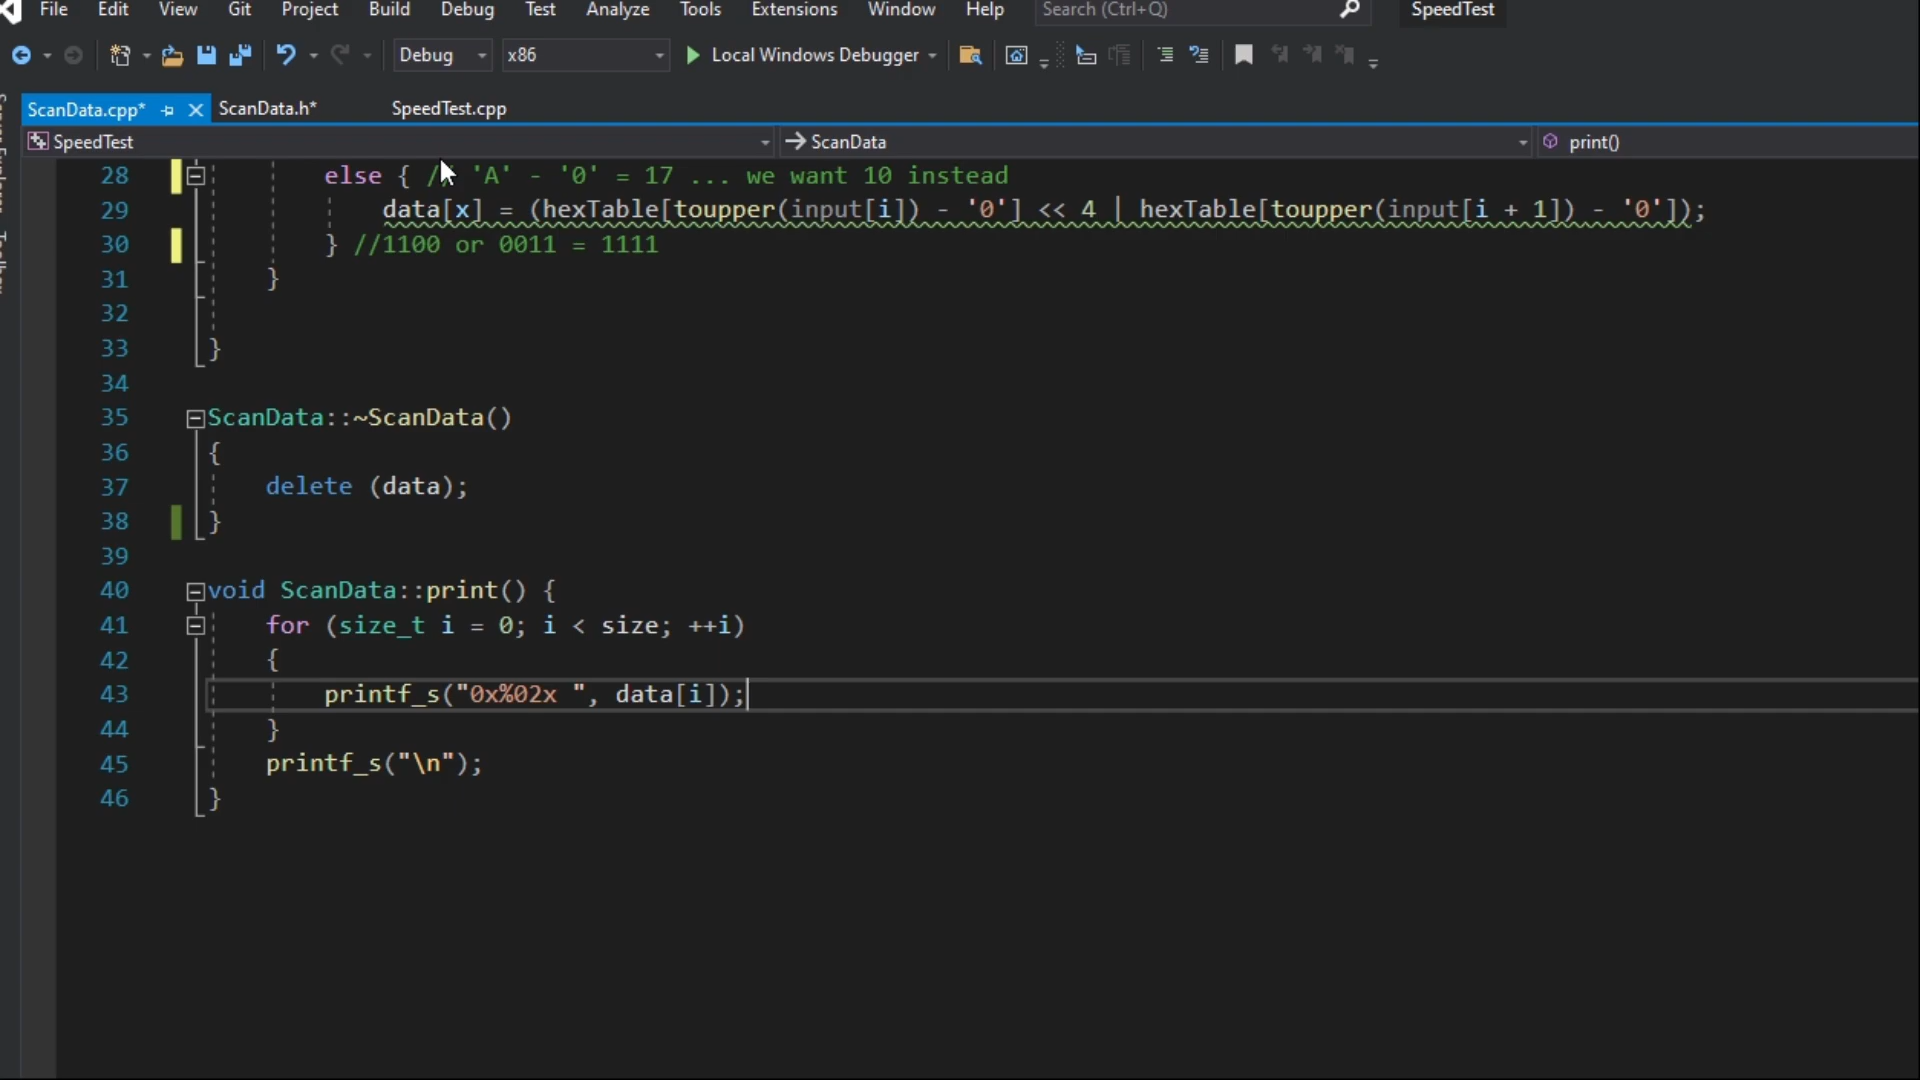 File Edit View Git Project Build Debug Test Analyze Tools Extensions Window Help Search (Ctrl+Q) SpeedTest
Debug x86 Local Windows Debugger
ScanData.cpp* ScanData.h* SpeedTest.cpp
SpeedTest ScanData print()
28 else { // 'A' - '0' = 17 ... we want 10 instead
29 data[x] = (hexTable[toupper(input[i]) - '0'] << 4 | hexTable[toupper(input[i + 1]) - '0']);
30 } //1100 or 0011 = 1111
31 }
32
33 }
34
35 ScanData::~ScanData()
36 {
37 delete (data);
38 }
39
40 void ScanData::print() {
41 for (size_t i = 0; i < size; ++i)
42 {
43 printf_s("0x%02x ", data[i]);
44 }
45 printf_s("\n");
46 }